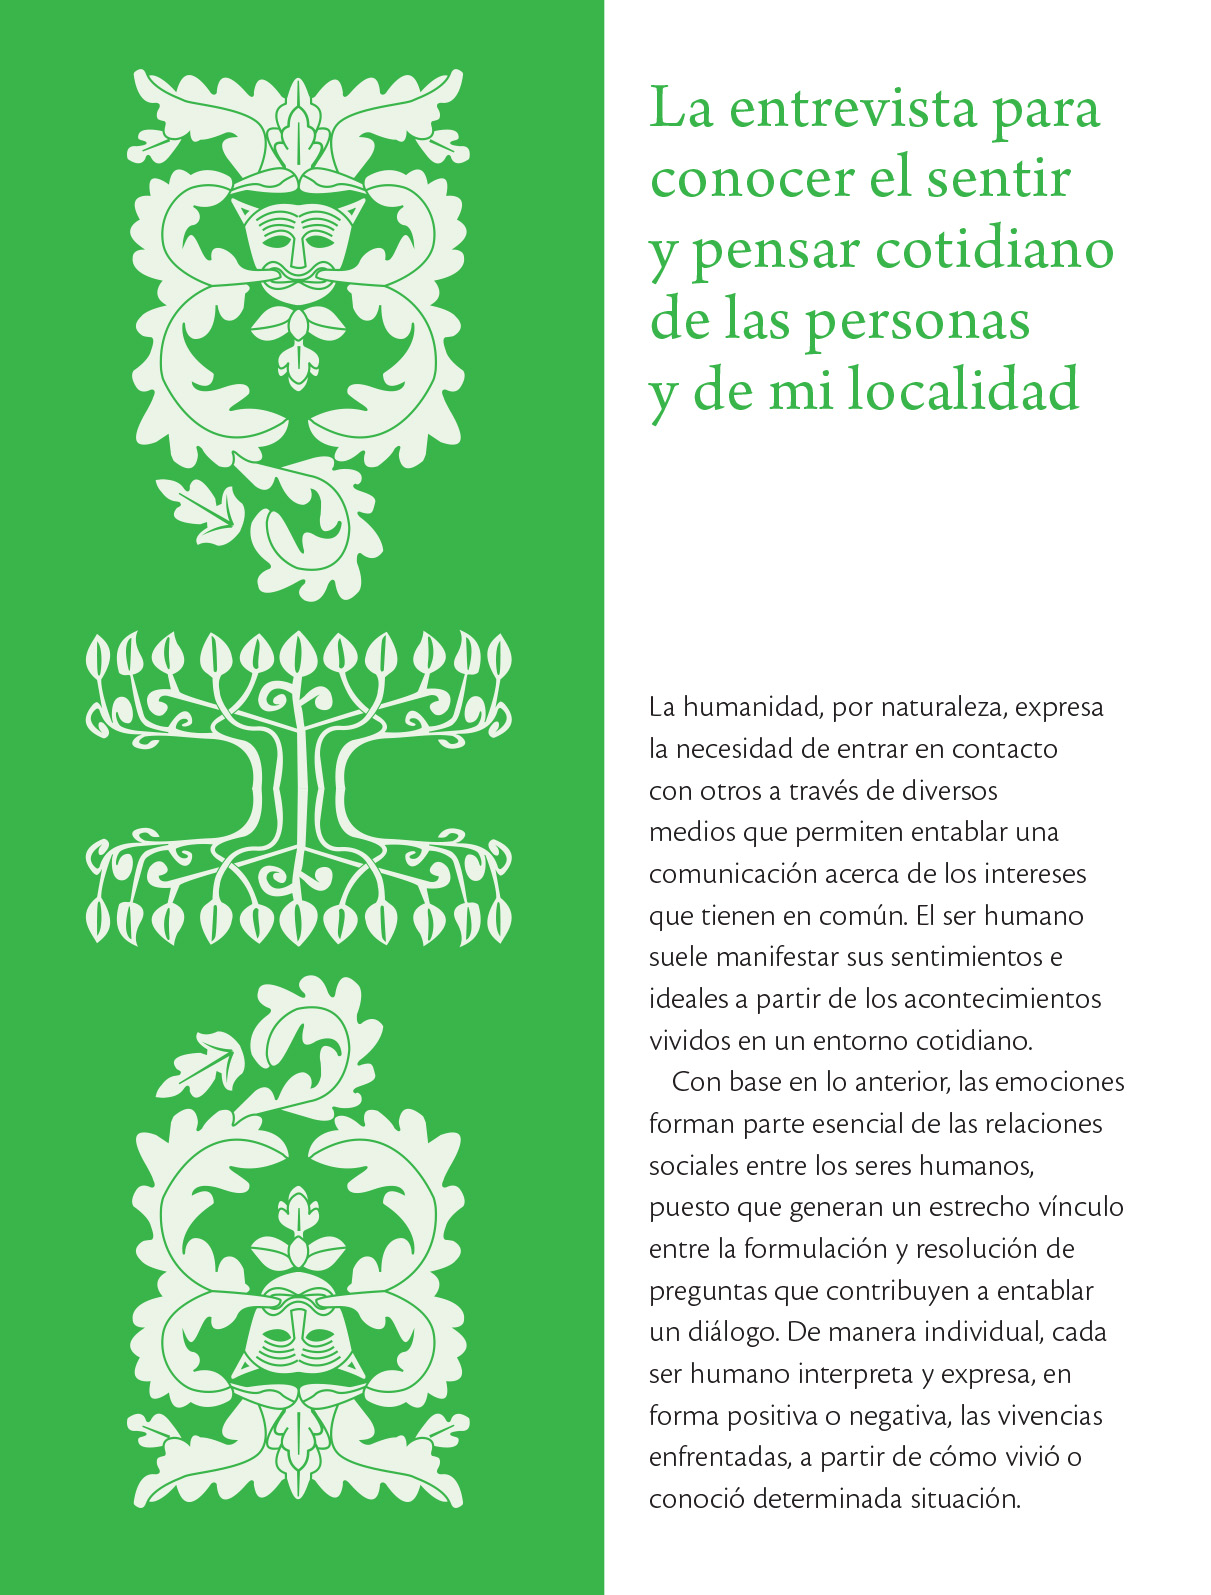 La entrevista para
conocer el sentir
y pensar cotidiano
de las personas
y de mi localidad
La humanidad, por naturaleza, expresa
la necesidad de entrar en contacto
con otros a través de diversos
medios que permiten entablar una
comunicación acerca de los intereses
que tienen en común. El ser humano
suele manifestar sus sentimientos e
ideales a partir de los acontecimientos
vividos en un entorno cotidiano.
Con base en lo anterior, las emociones
forman parte esencial de las relaciones
sociales entre los seres humanos,
puesto que generan un estrecho vínculo
entre la formulación y resolución de
preguntas que contribuyen a entablar
un diálogo. De manera individual, cada
ser humano interpreta y expresa, en
forma positiva o negativa, las vivencias
enfrentadas, a partir de cómo vivió o
conoció determinada situación.